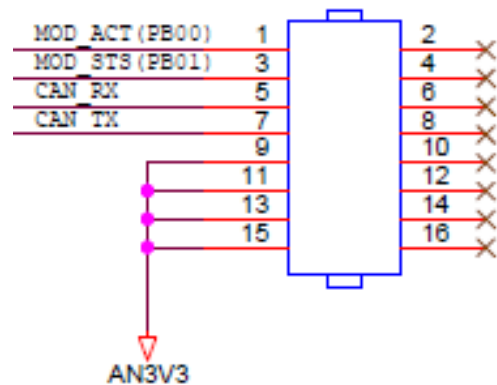 MOD_ACT(PB00) 1 2
MOD_STS(PB01) 3 4
CAN_RX 5 6
CAN_TX 7 8
9 10
11 12
13 14
15 16
AN3V3